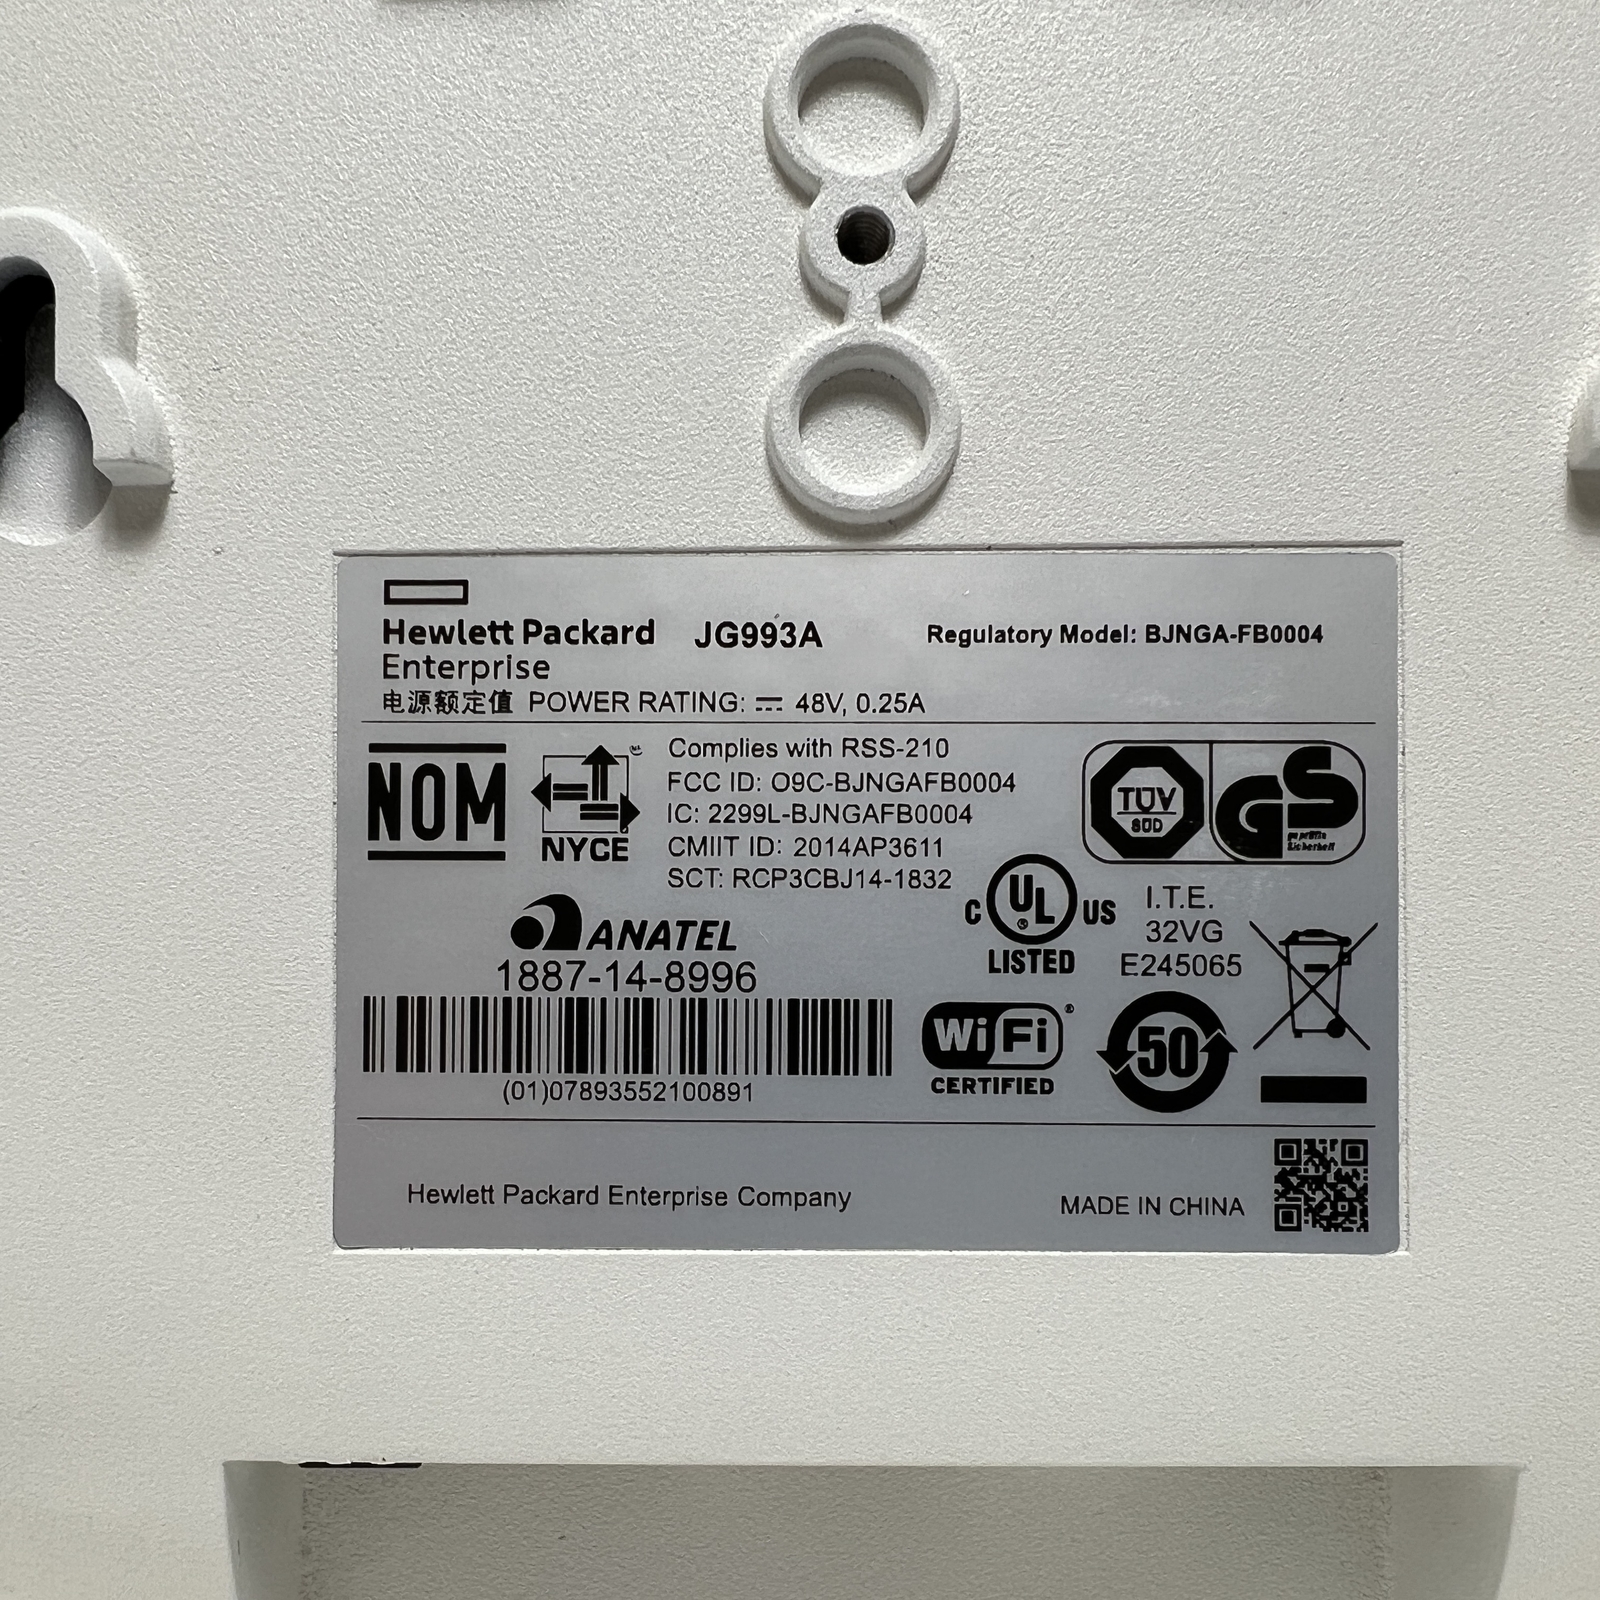 Hewlett Packard
Enterprise
JG993A
Regulatory Model: BJNGA-FB0004
电源额定值 POWER RATING: ⎓ 48V, 0.25A
NOM
NYCE
Complies with RSS-210
FCC ID: O9C-BJNGAFB0004
IC: 2299L-BJNGAFB0004
CMIIT ID: 2014AP3611
SCT: RCP3CBJ14-1832
TÜV
SÜD
GS
geprüfte
Sicherheit
ANATEL
1887-14-8996
C UL US
LISTED
I.T.E.
32VG
E245065
(01)07893552100891
WiFi
CERTIFIED
50
Hewlett Packard Enterprise Company
MADE IN CHINA